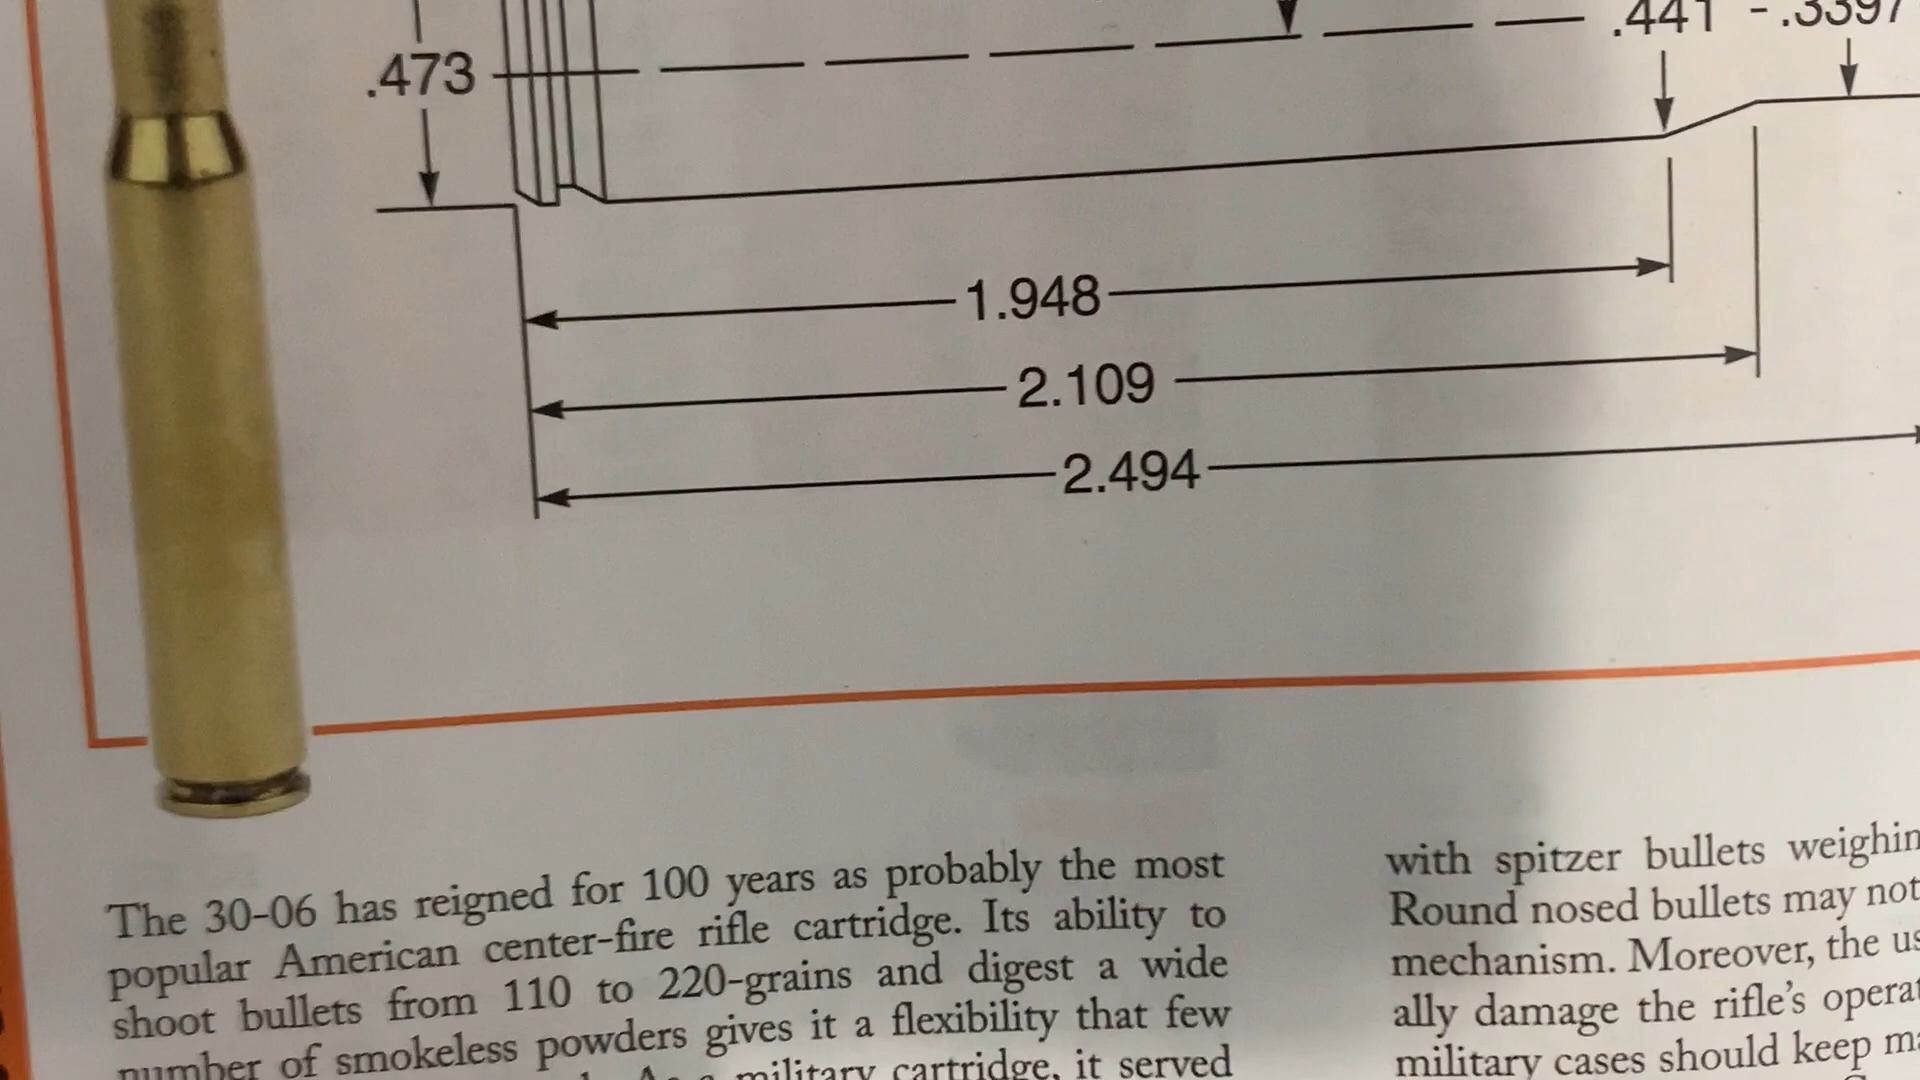 .441 - .3397
.473
1.948
2.109
2.494
The 30-06 has reigned for 100 years as probably the most
popular American center-fire rifle cartridge. Its ability to
shoot bullets from 110 to 220-grains and digest a wide
number of smokeless powders gives it a flexibility that few
military cartridge, it served
with spitzer bullets
Round nosed bullets may not
mechanism. Moreover, the
ally damage the rifle's
military cases should keep